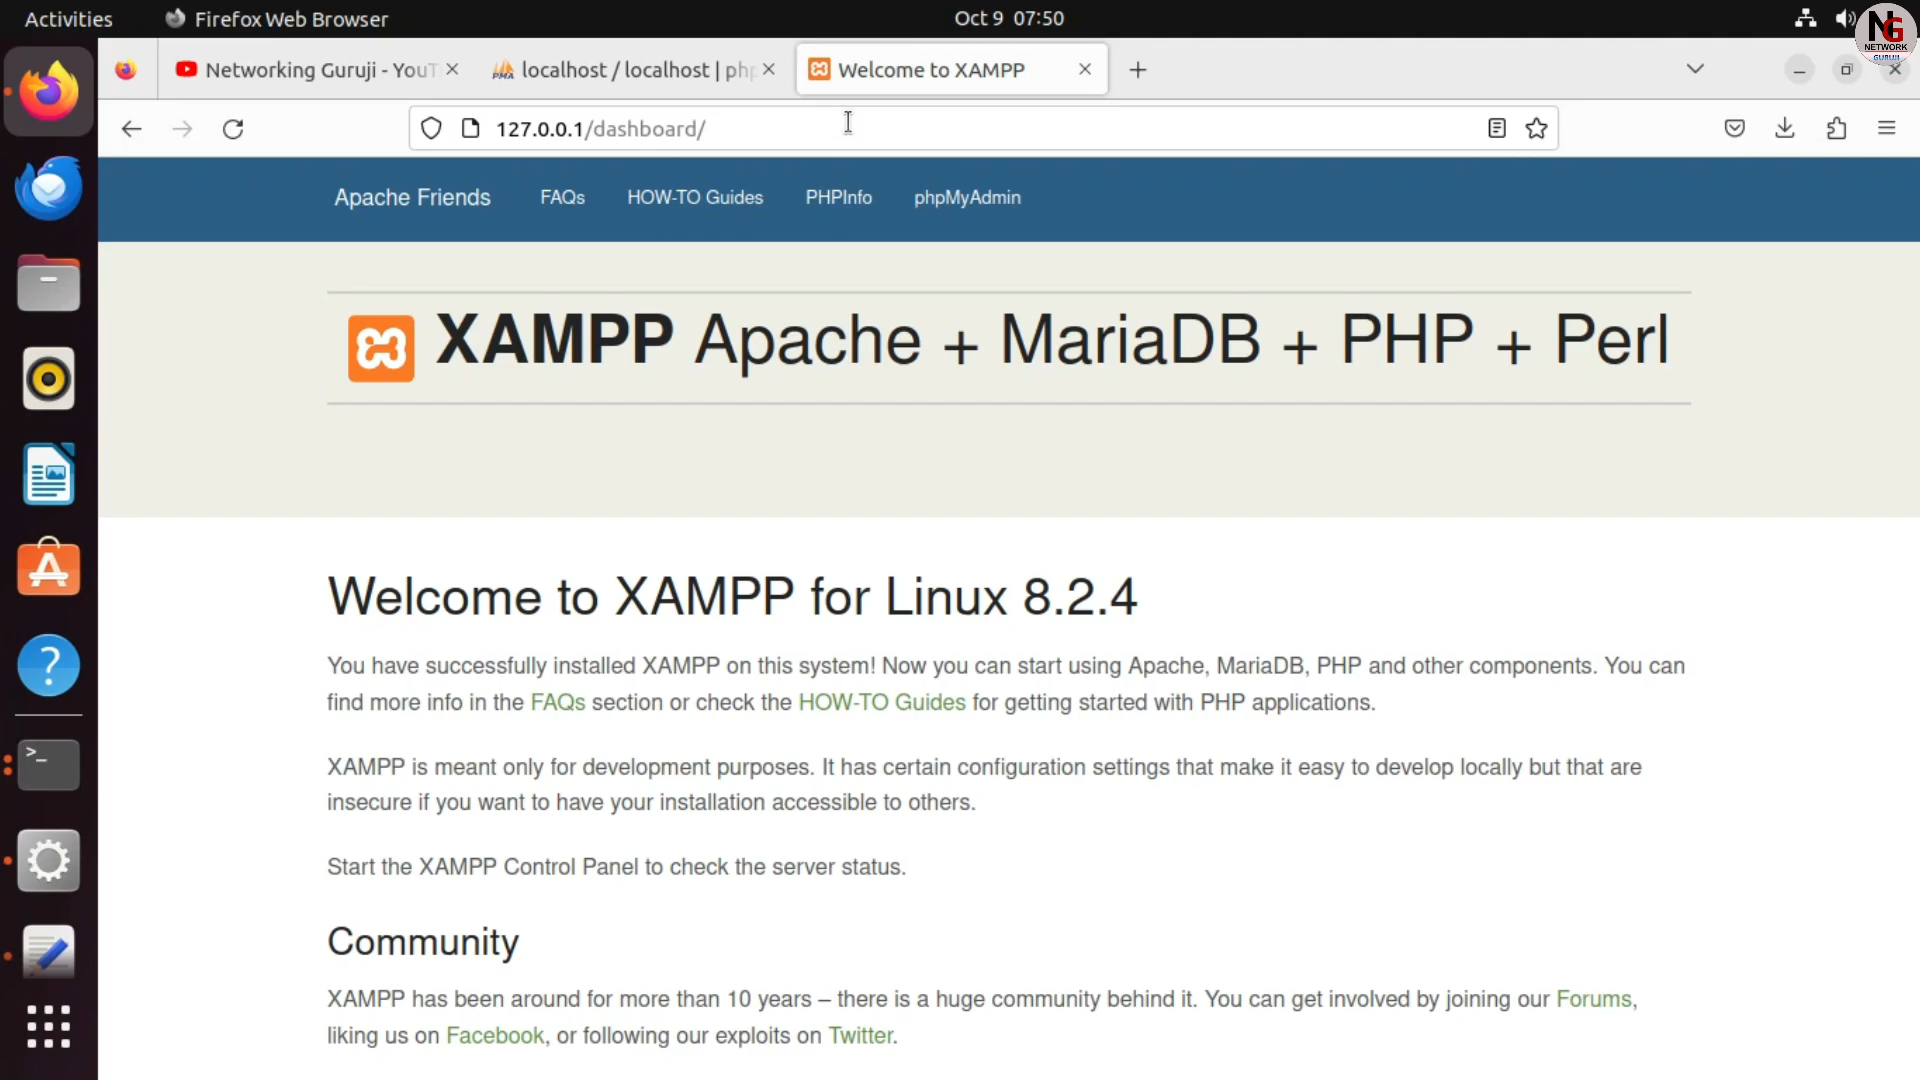 Activities
Firefox Web Browser
Oct 9 07:50
NG
NETWORK
GURUJI
Networking Guruji - YouT
PMA
localhost / localhost | php
Welcome to XAMPP
127.0.0.1/dashboard/
Apache Friends
FAQs
HOW-TO Guides
PHPInfo
phpMyAdmin
XAMPP Apache + MariaDB + PHP + Perl
Welcome to XAMPP for Linux 8.2.4
You have successfully installed XAMPP on this system! Now you can start using Apache, MariaDB, PHP and other components. You can
find more info in the FAQs section or check the HOW-TO Guides for getting started with PHP applications.
XAMPP is meant only for development purposes. It has certain configuration settings that make it easy to develop locally but that are
insecure if you want to have your installation accessible to others.
Start the XAMPP Control Panel to check the server status.
Community
XAMPP has been around for more than 10 years – there is a huge community behind it. You can get involved by joining our Forums,
liking us on Facebook, or following our exploits on Twitter.